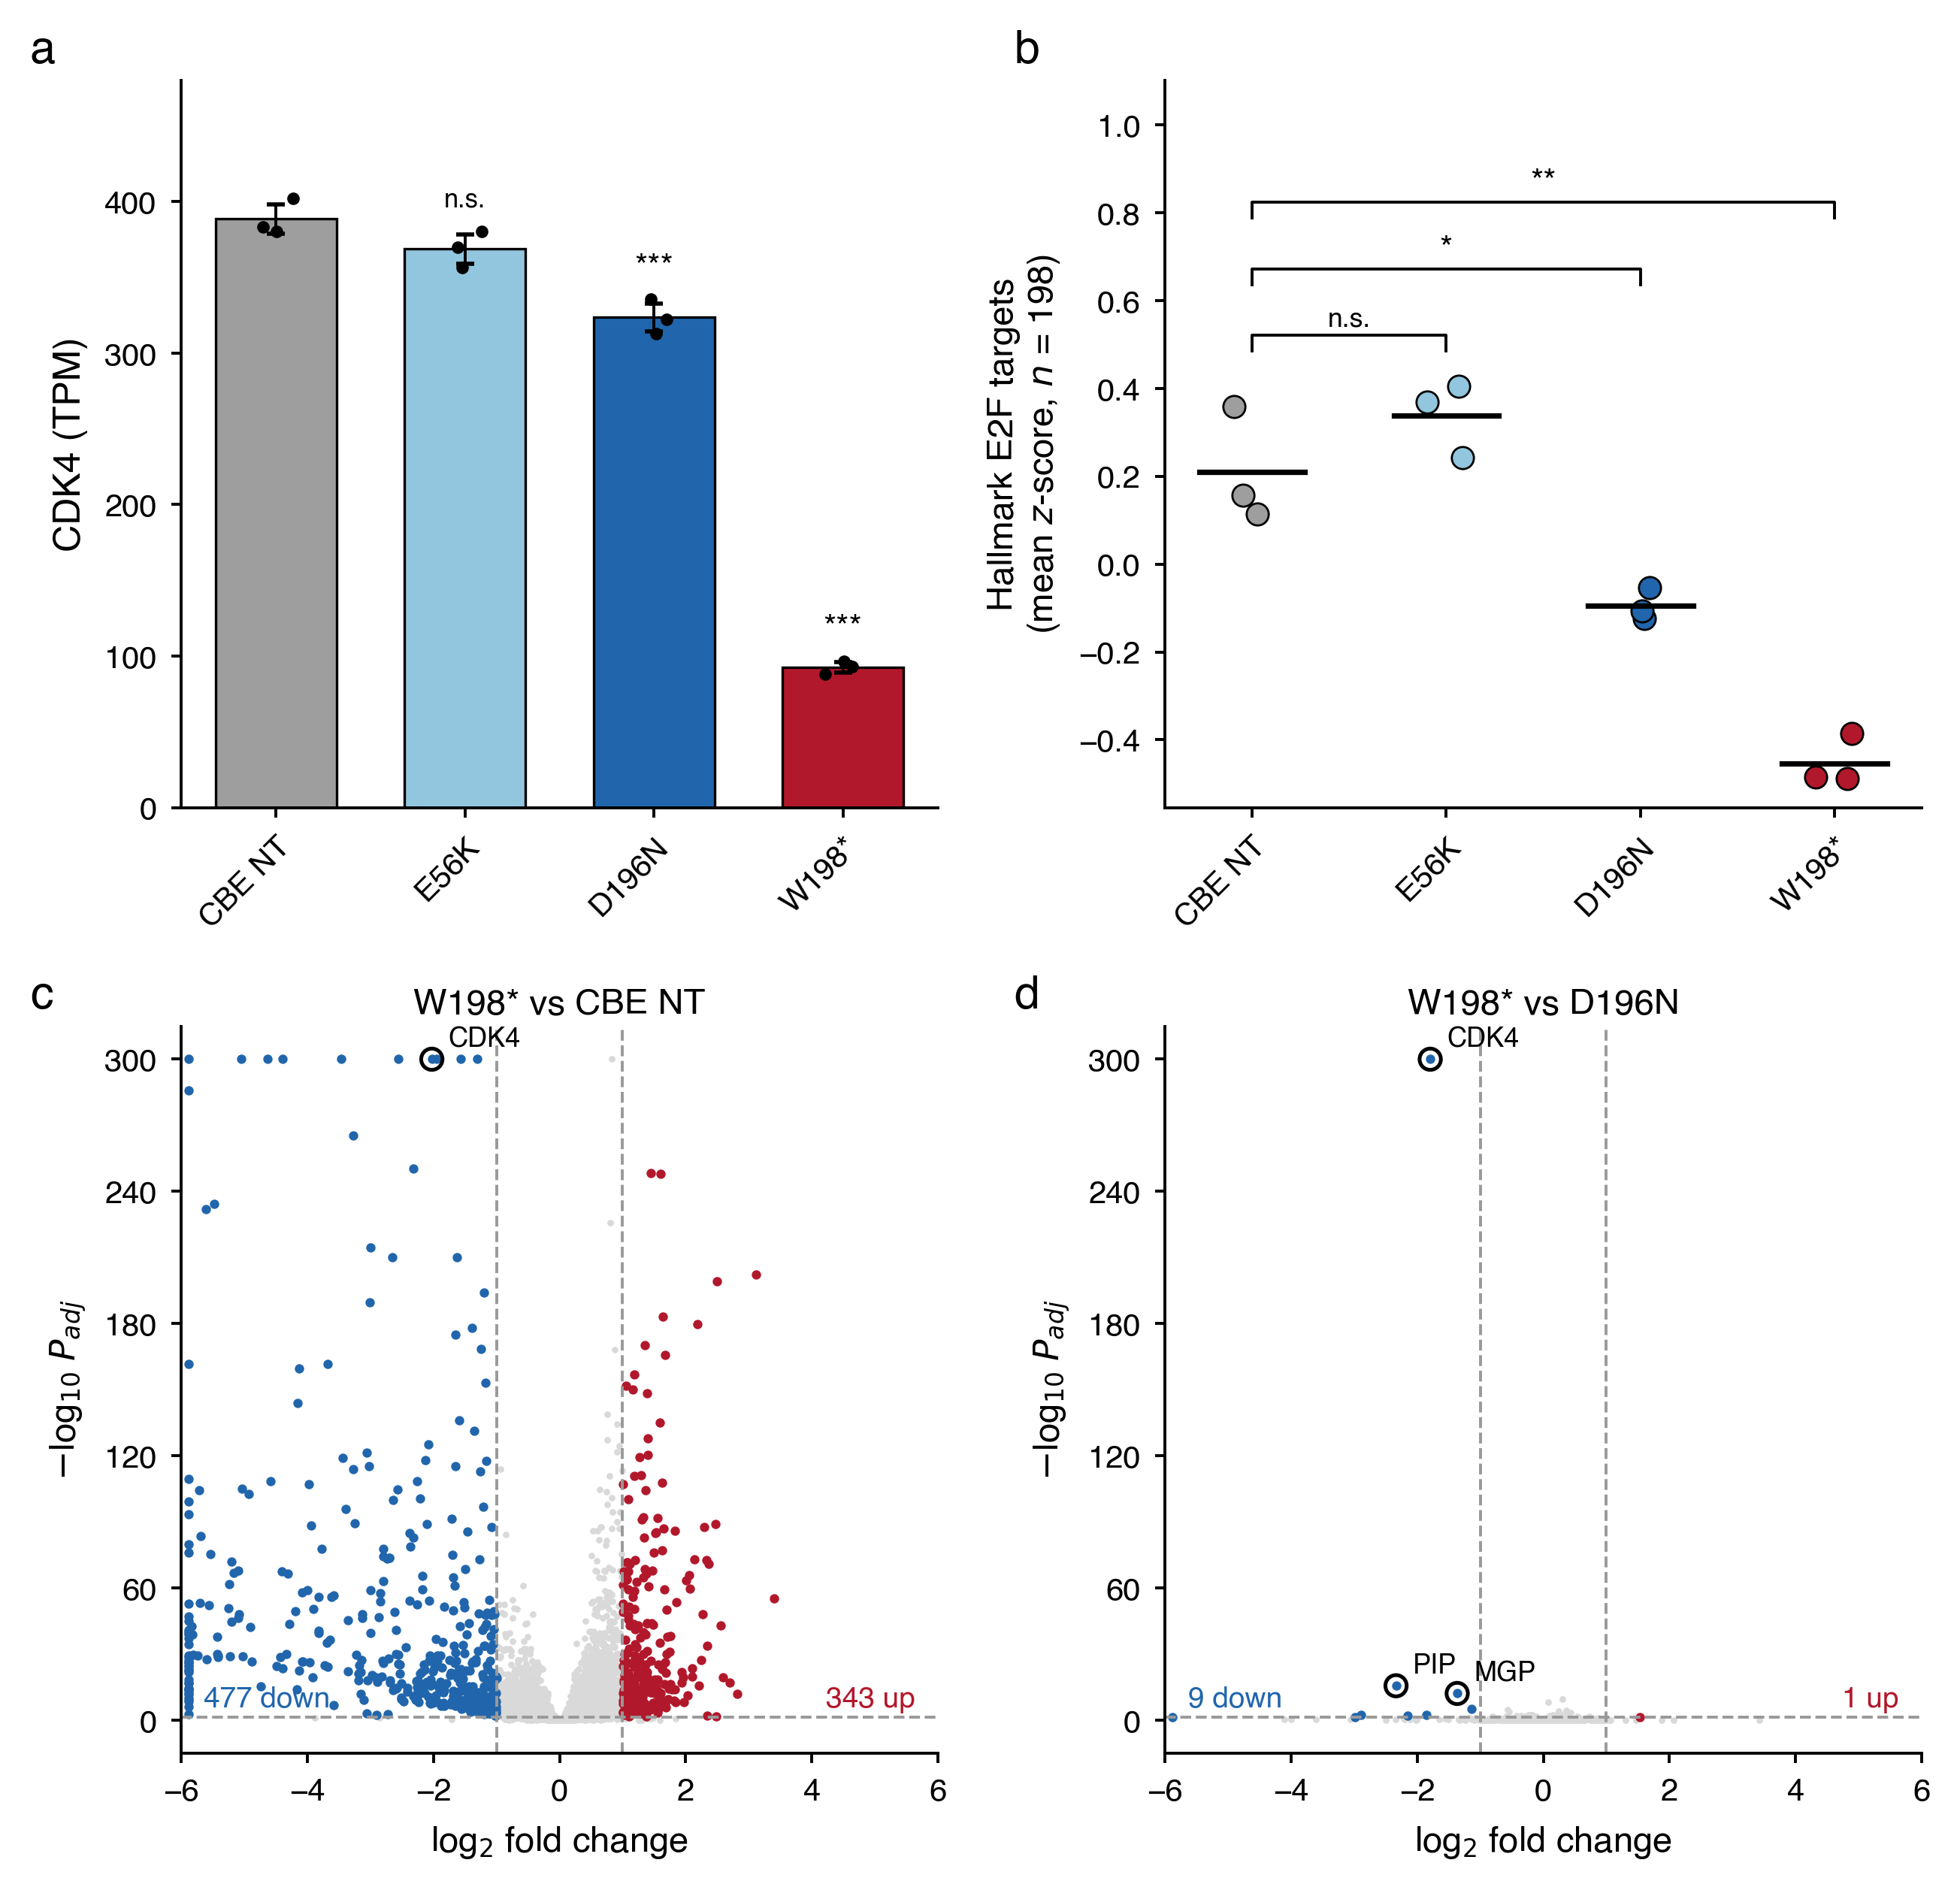 a
CDK4 (TPM)
400
300
200
100
0
n.s.
***
***
CBE NT
E56K
D196N
W198*
b
Hallmark E2F targets
(mean z-score, n = 198)
1.0
0.8
0.6
0.4
0.2
0.0
−0.2
−0.4
**
*
n.s.
CBE NT
E56K
D196N
W198*
c
W198* vs CBE NT
CDK4
−log10 Padj
300
240
180
120
60
0
477 down
343 up
−6
−4
−2
0
2
4
6
log2 fold change
d
W198* vs D196N
CDK4
−log10 Padj
300
240
180
120
60
0
PIP
MGP
9 down
1 up
−6
−4
−2
0
2
4
6
log2 fold change